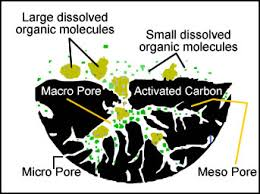 Large dissolved
organic molecules
Small dissolved
organic molecules
Macro Pore
Activated Carbon
Micro Pore
Meso Pore